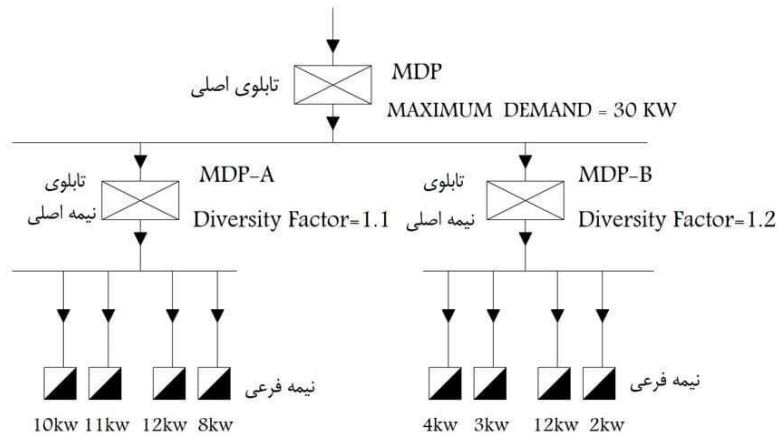 تابلوی اصلی
MDP
MAXIMUM DEMAND = 30 KW
تابلوی
نیمه اصلی
MDP-A
Diversity Factor=1.1
تابلوی
نیمه اصلی
MDP-B
Diversity Factor=1.2
نیمه فرعی
10kw 11kw 12kw 8kw
نیمه فرعی
4kw 3kw 12kw 2kw